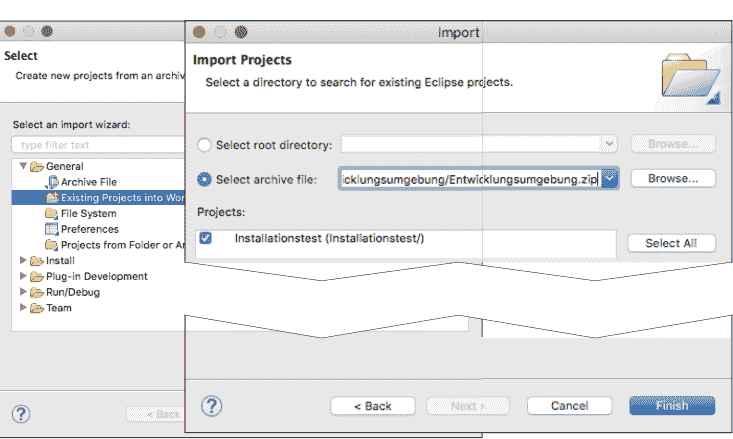 Select
Create new projects from an archiv
Select an import wizard:
type filter text
General
Archive File
Existing Projects into Wor
File System
Preferences
Projects from Folder or Ar
Install
Plug-in Development
Run/Debug
Team
? < Back
Import
Import Projects
Select a directory to search for existing Eclipse projects.
Select root directory: Browse...
Select archive file: icklungsumgebung/Entwicklungsumgebung.zip Browse...
Projects:
Installationstest (Installationstest/) Select All
? < Back Next > Cancel Finish